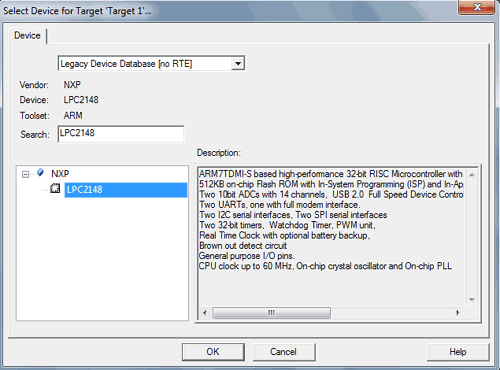 Select Device for Target 'Target 1'...
Device
Legacy Device Database [no RTE]
Vendor: NXP
Device: LPC2148
Toolset: ARM
Search: LPC2148
Description:
NXP
LPC2148
ARM7TDMI-S based high-performance 32-bit RISC Microcontroller with
512KB on-chip Flash ROM with In-System Programming (ISP) and In-Ap
Two 10bit ADCs with 14 channels, USB 2.0 Full Speed Device Contro
Two UARTs, one with full modem interface.
Two I2C serial interfaces, Two SPI serial interfaces
Two 32-bit timers, Watchdog Timer, PWM unit,
Real Time Clock with optional battery backup,
Brown out detect circuit
General purpose I/O pins.
CPU clock up to 60 MHz, On-chip crystal oscillator and On-chip PLL
OK
Cancel
Help